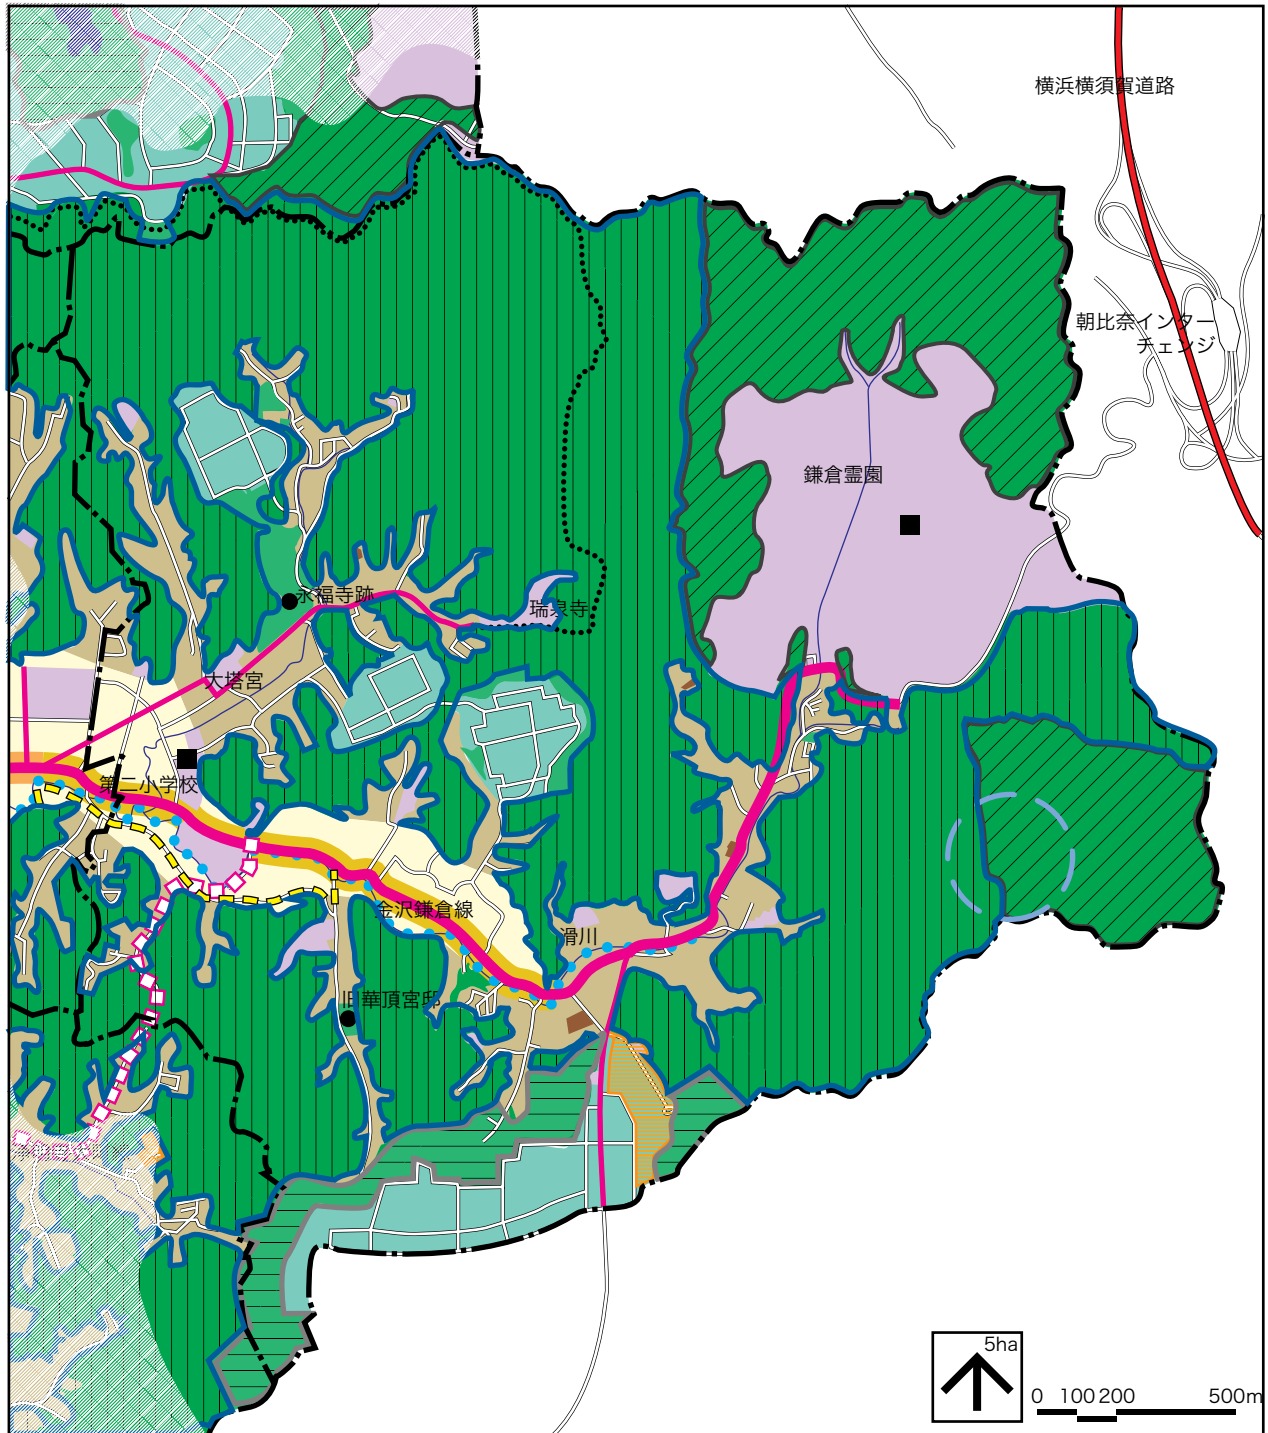 横浜横須賀道路
朝比奈インター
チェンジ
鎌倉霊園
永福寺跡
瑞泉寺
大塔宮
第二小学校
金沢鎌倉線
滑川
旧華頂宮邸
5ha
0 100 200 500m